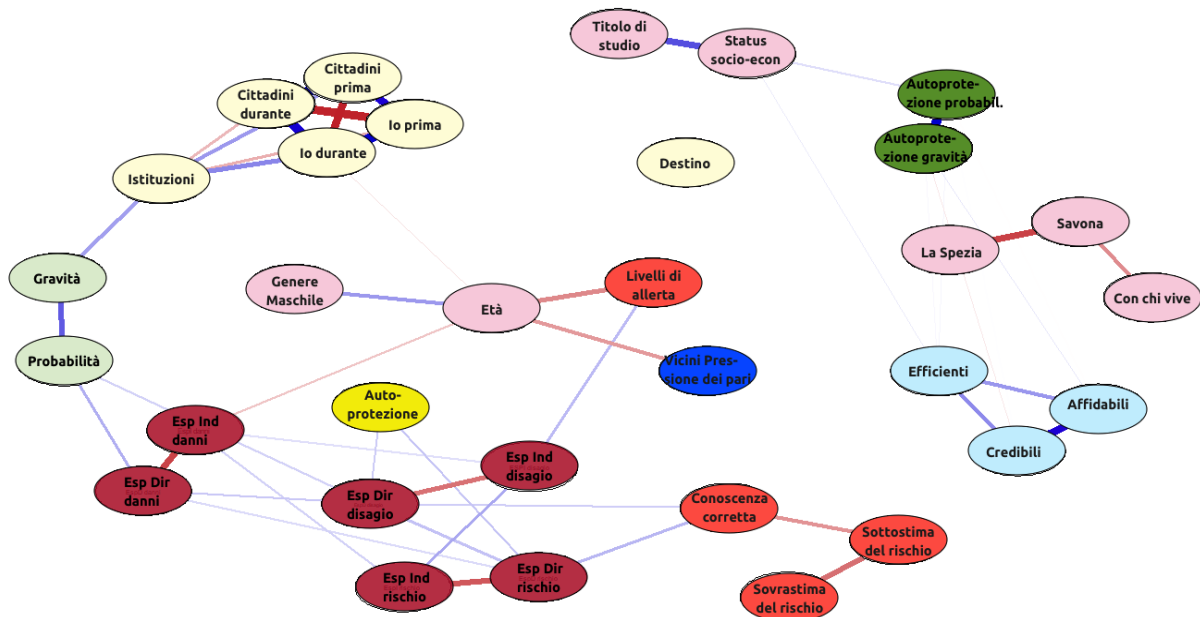 Titolo di
studio
Status
socio-econ
Cittadini
prima
Cittadini
durante
Io prima
Io durante
Istituzioni
Autoprote-
zione probabil.
Autoprote-
zione gravità
Destino
Savona
La Spezia
Con chi vive
Gravità
Genere
Maschile
Età
Livelli di
allerta
Probabilità
Vicini Pres-
sione dei pari
Efficienti
Affidabili
Credibili
Auto-
protezione
Esp Ind
danni
Esp Dir
danni
Esp Ind
disagio
Esp Dir
disagio
Conoscenza
corretta
Sottostima
del rischio
Esp Ind
rischio
Esp Dir
rischio
Sovrastima
del rischio